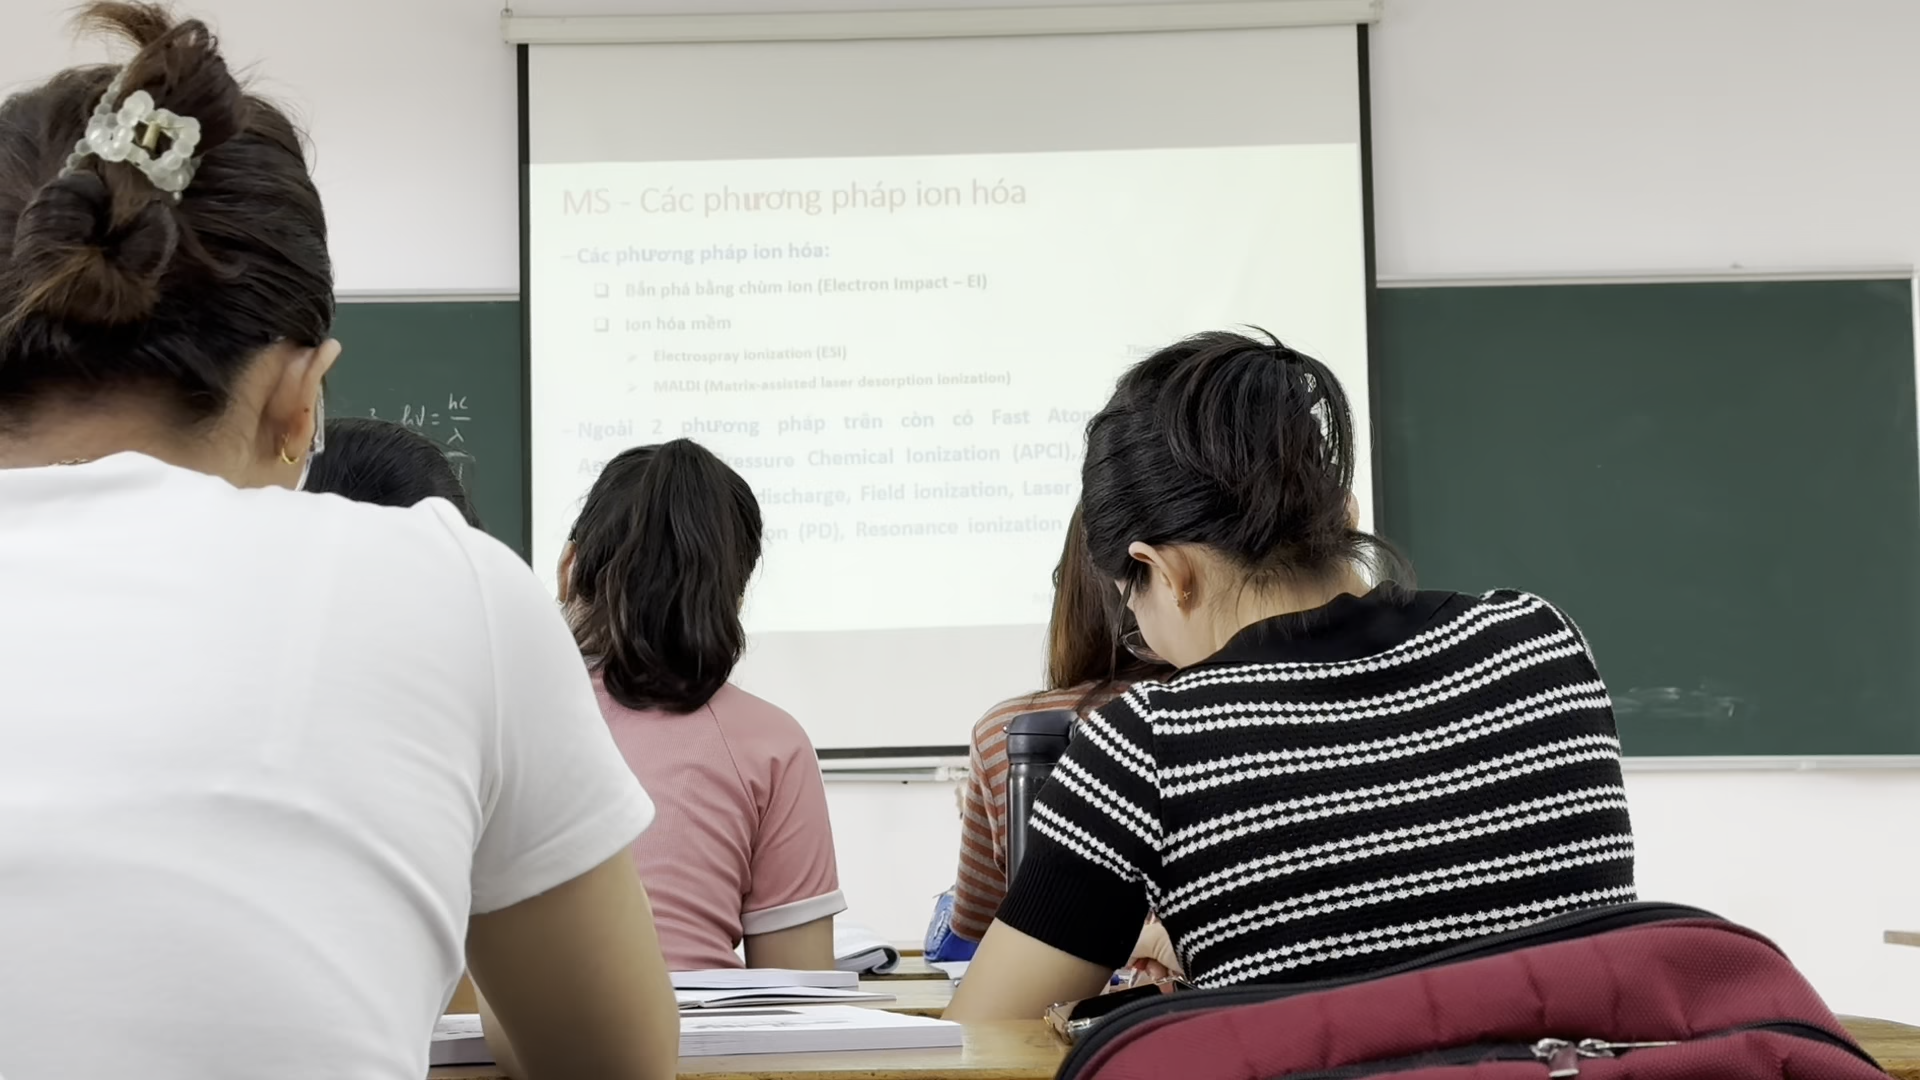 MS - Các phương pháp ion hóa
– Các phương pháp ion hóa:
❑ Bắn phá bằng chùm ion (Electron Impact – EI)
❑ Ion hóa mềm
➢ Electrospray ionization (ESI)
➢ MALDI (Matrix-assisted laser desorption ionization)
– Ngoài 2 phương pháp trên còn có Fast
Chemical Ionization (APCI),
discharge, Field ionization, Laser
(PD), Resonance ionization
hν = hc
λ